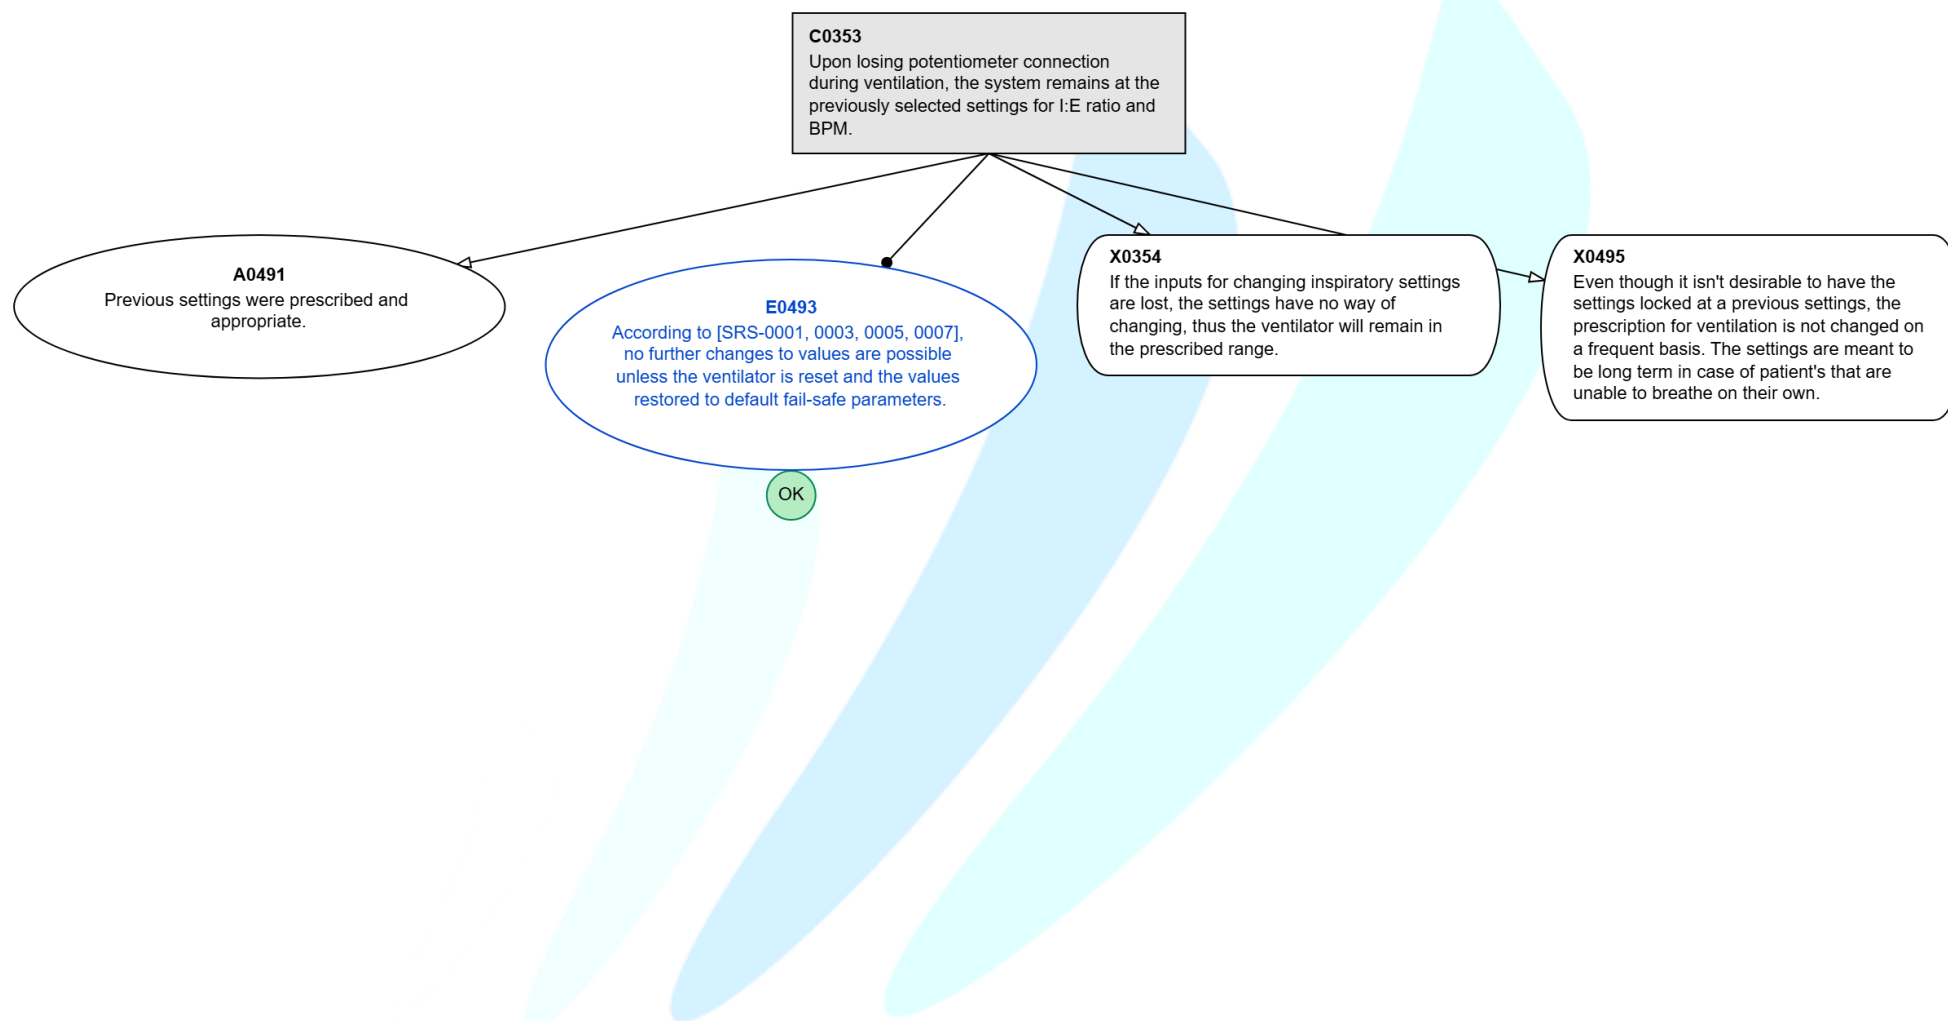 C0353
Upon losing potentiometer connection
during ventilation, the system remains at the
previously selected settings for I:E ratio and
BPM.
A0491
Previous settings were prescribed and
appropriate.
E0493
According to [SRS-0001, 0003, 0005, 0007],
no further changes to values are possible
unless the ventilator is reset and the values
restored to default fail-safe parameters.
OK
X0354
If the inputs for changing inspiratory settings
are lost, the settings have no way of
changing, thus the ventilator will remain in
the prescribed range.
X0495
Even though it isn't desirable to have the
settings locked at a previous settings, the
prescription for ventilation is not changed on
a frequent basis. The settings are meant to
be long term in case of patient's that are
unable to breathe on their own.